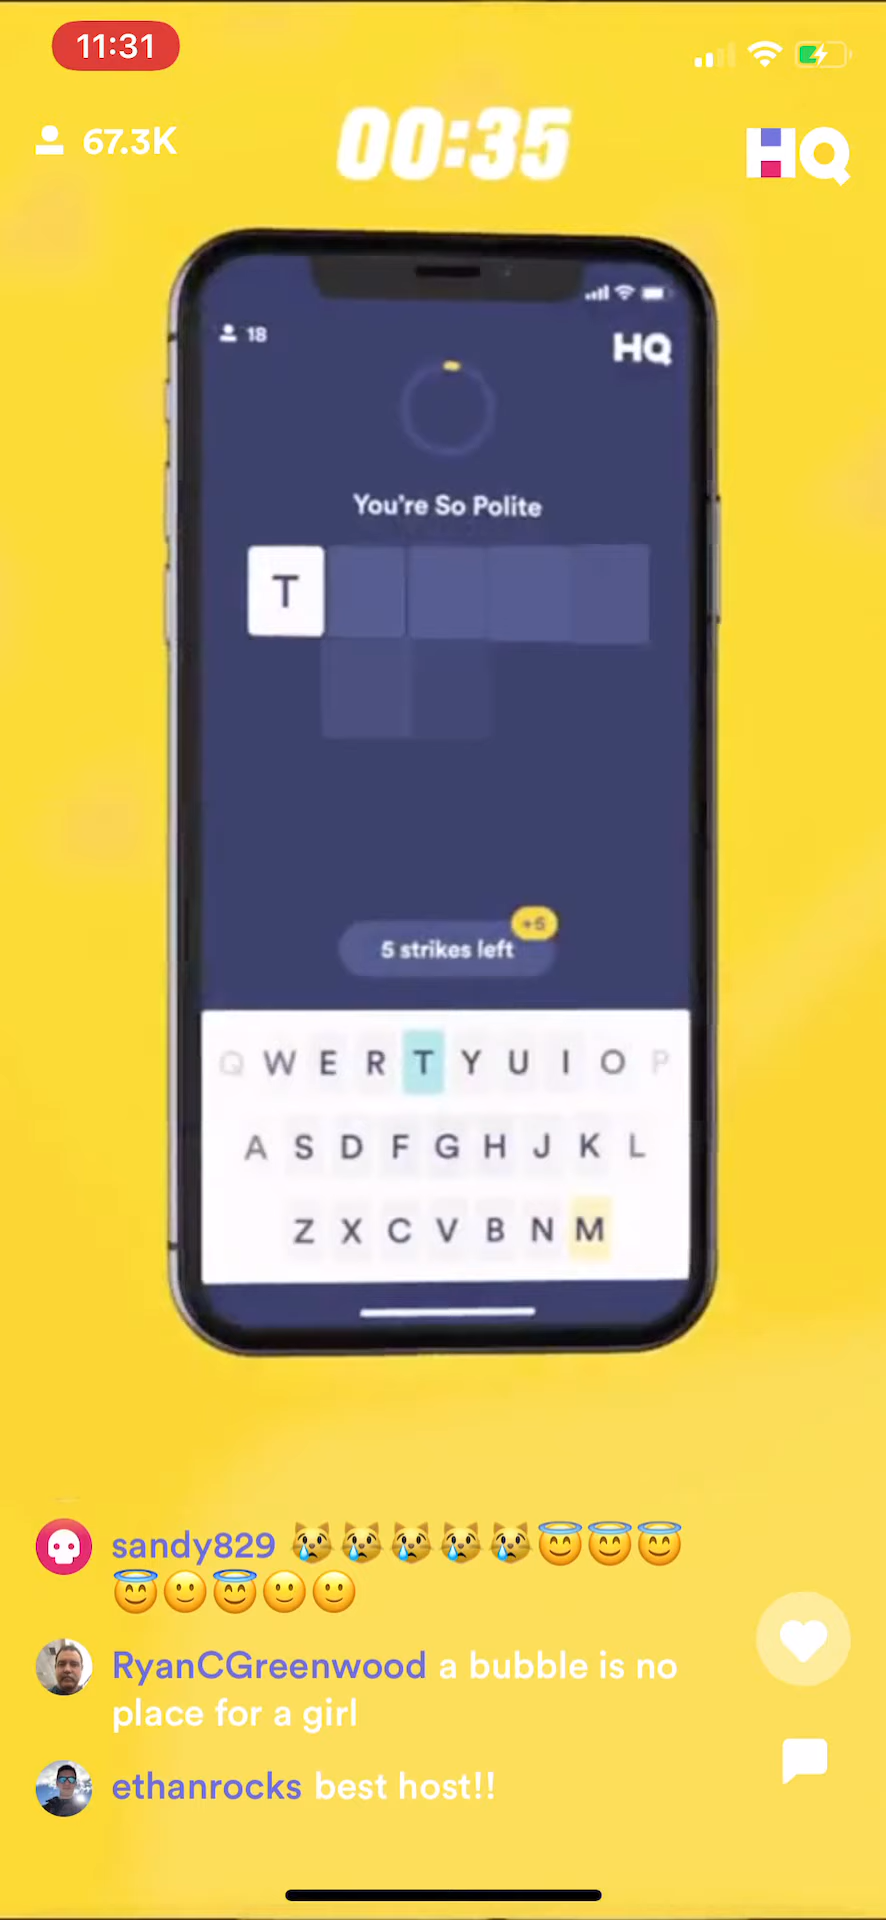 11:31
67.3K
00:35
HQ
18
HQ
You're So Polite
T
+5
5 strikes left
Q W E R T Y U I O P
A S D F G H J K L
Z X C V B N M
sandy829 😿😿😿😿😿😇😇😇
😇🙂😇🙂🙂
RyanCGreenwood a bubble is no
place for a girl
ethanrocks best host!!